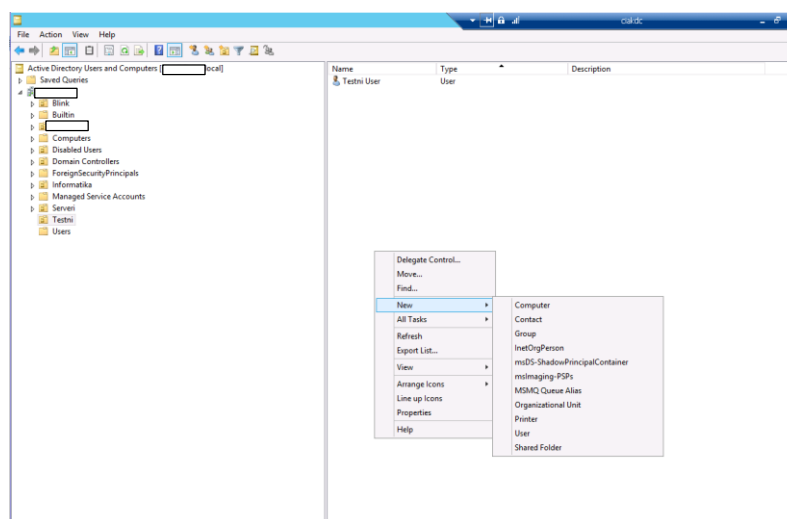 ciakdc
File Action View Help
Active Directory Users and Computers [ ocal]
Saved Queries
Blink
Builtin
Computers
Disabled Users
Domain Controllers
ForeignSecurityPrincipals
Informatika
Managed Service Accounts
Serveri
Testni
Users
Name Type Description
Testni User User
Delegate Control...
Move...
Find...
New
All Tasks
Refresh
Export List...
View
Arrange Icons
Line up Icons
Properties
Help
Computer
Contact
Group
InetOrgPerson
msDS-ShadowPrincipalContainer
msImaging-PSPs
MSMQ Queue Alias
Organizational Unit
Printer
User
Shared Folder